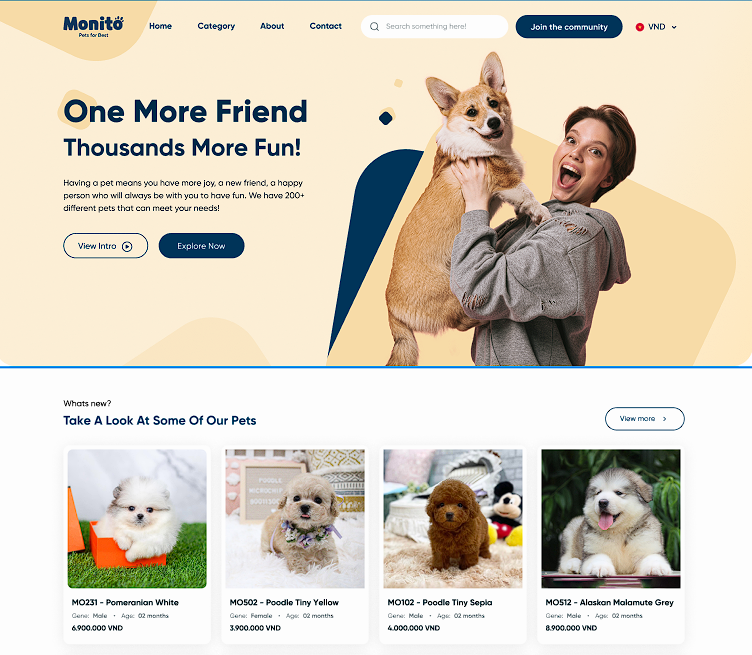 Monito
Pets for Best
Home
Category
About
Contact
Search something here!
Join the community
VND
One More Friend
Thousands More Fun!
Having a pet means you have more joy, a new friend, a happy
person who will always be with you to have fun. We have 200+
different pets that can meet your needs!
View Intro
Explore Now
Whats new?
Take A Look At Some Of Our Pets
View more
POODLE
MICROCHIP
MO231 - Pomeranian White
Gene: Male • Age: 02 months
6.900.000 VND
MO502 - Poodle Tiny Yellow
Gene: Female • Age: 02 months
3.900.000 VND
MO102 - Poodle Tiny Sepia
Gene: Male • Age: 02 months
4.000.000 VND
MO512 - Alaskan Malamute Grey
Gene: Male • Age: 02 months
8.900.000 VND